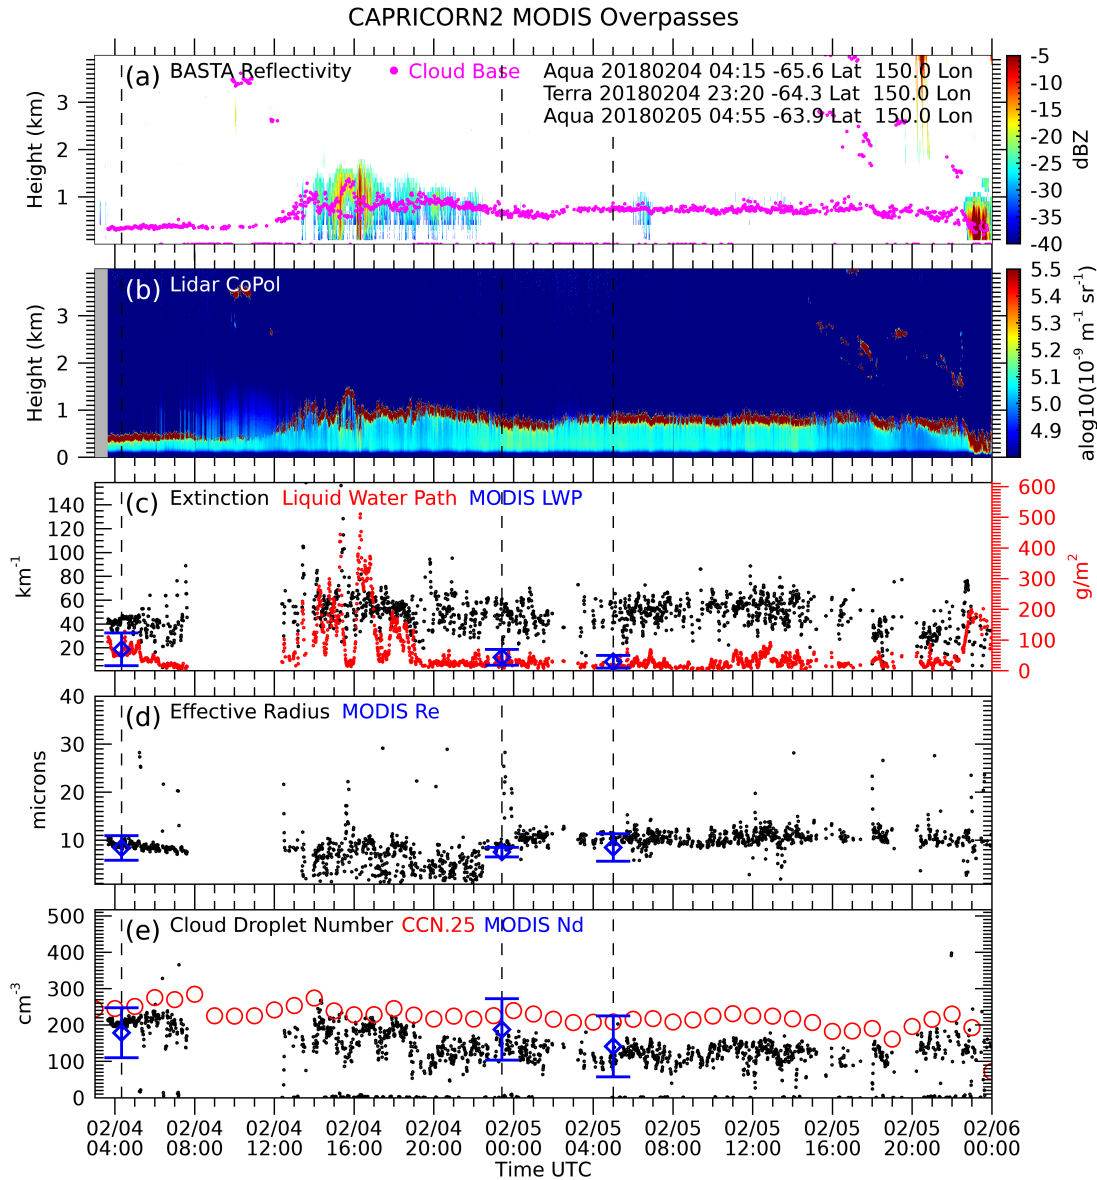 CAPRICORN2 MODIS Overpasses
(a) BASTA Reflectivity Cloud Base
Aqua 20180204 04:15 -65.6 Lat 150.0 Lon
Terra 20180204 23:20 -64.3 Lat 150.0 Lon
Aqua 20180205 04:55 -63.9 Lat 150.0 Lon
Height (km)
3
2
1
-5
-10
-15
-20
-25
-30
-35
-40
dBZ
(b) Lidar CoPol
Height (km)
3
2
1
0
5.5
5.4
5.3
5.2
5.1
5.0
4.9
alog10(10⁻⁹ m⁻¹ sr⁻¹)
(c) Extinction Liquid Water Path MODIS LWP
km⁻¹
140
120
100
80
60
40
20
600
500
400
300
200
100
0
g/m²
(d) Effective Radius MODIS Re
microns
40
30
20
10
(e) Cloud Droplet Number CCN.25 MODIS Nd
cm⁻³
500
400
300
200
100
0
02/04 02/04 02/04 02/04 02/04 02/05 02/05 02/05 02/05 02/05 02/05 02/06
04:00 08:00 12:00 16:00 20:00 00:00 04:00 08:00 12:00 16:00 20:00 00:00
Time UTC